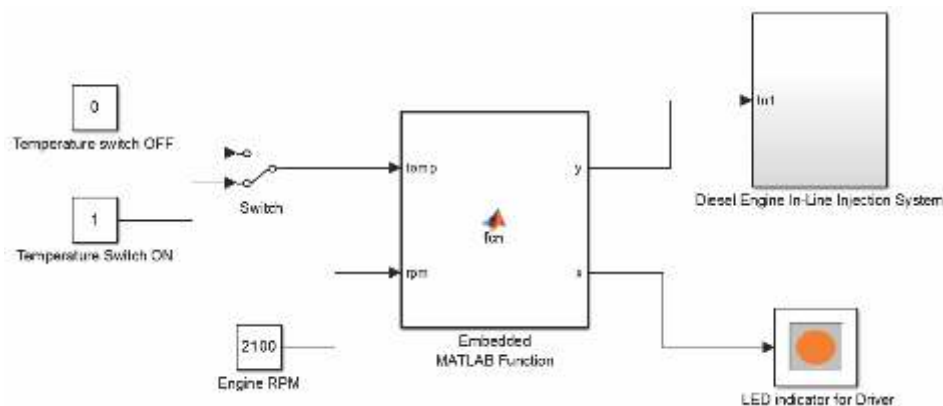 0
Temperature switch OFF
1
Temperature Switch ON
Switch
temp
rpm
fcn
y
Embedded
MATLAB Function
2100
Engine RPM
In1
Diesel Engine In-Line Injection System
LED indicator for Driver